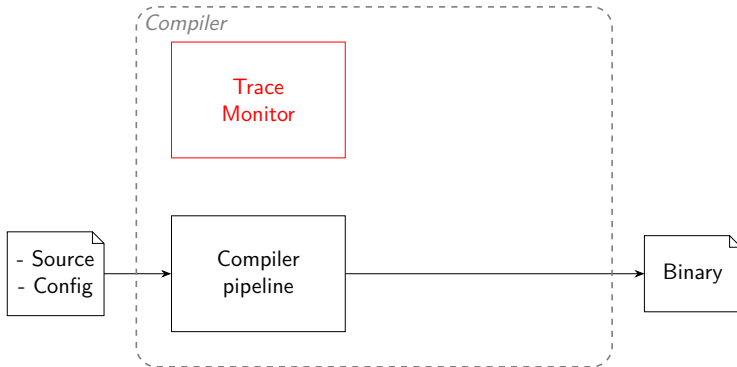 Compiler
Trace
Monitor
- Source
- Config
Compiler
pipeline
Binary